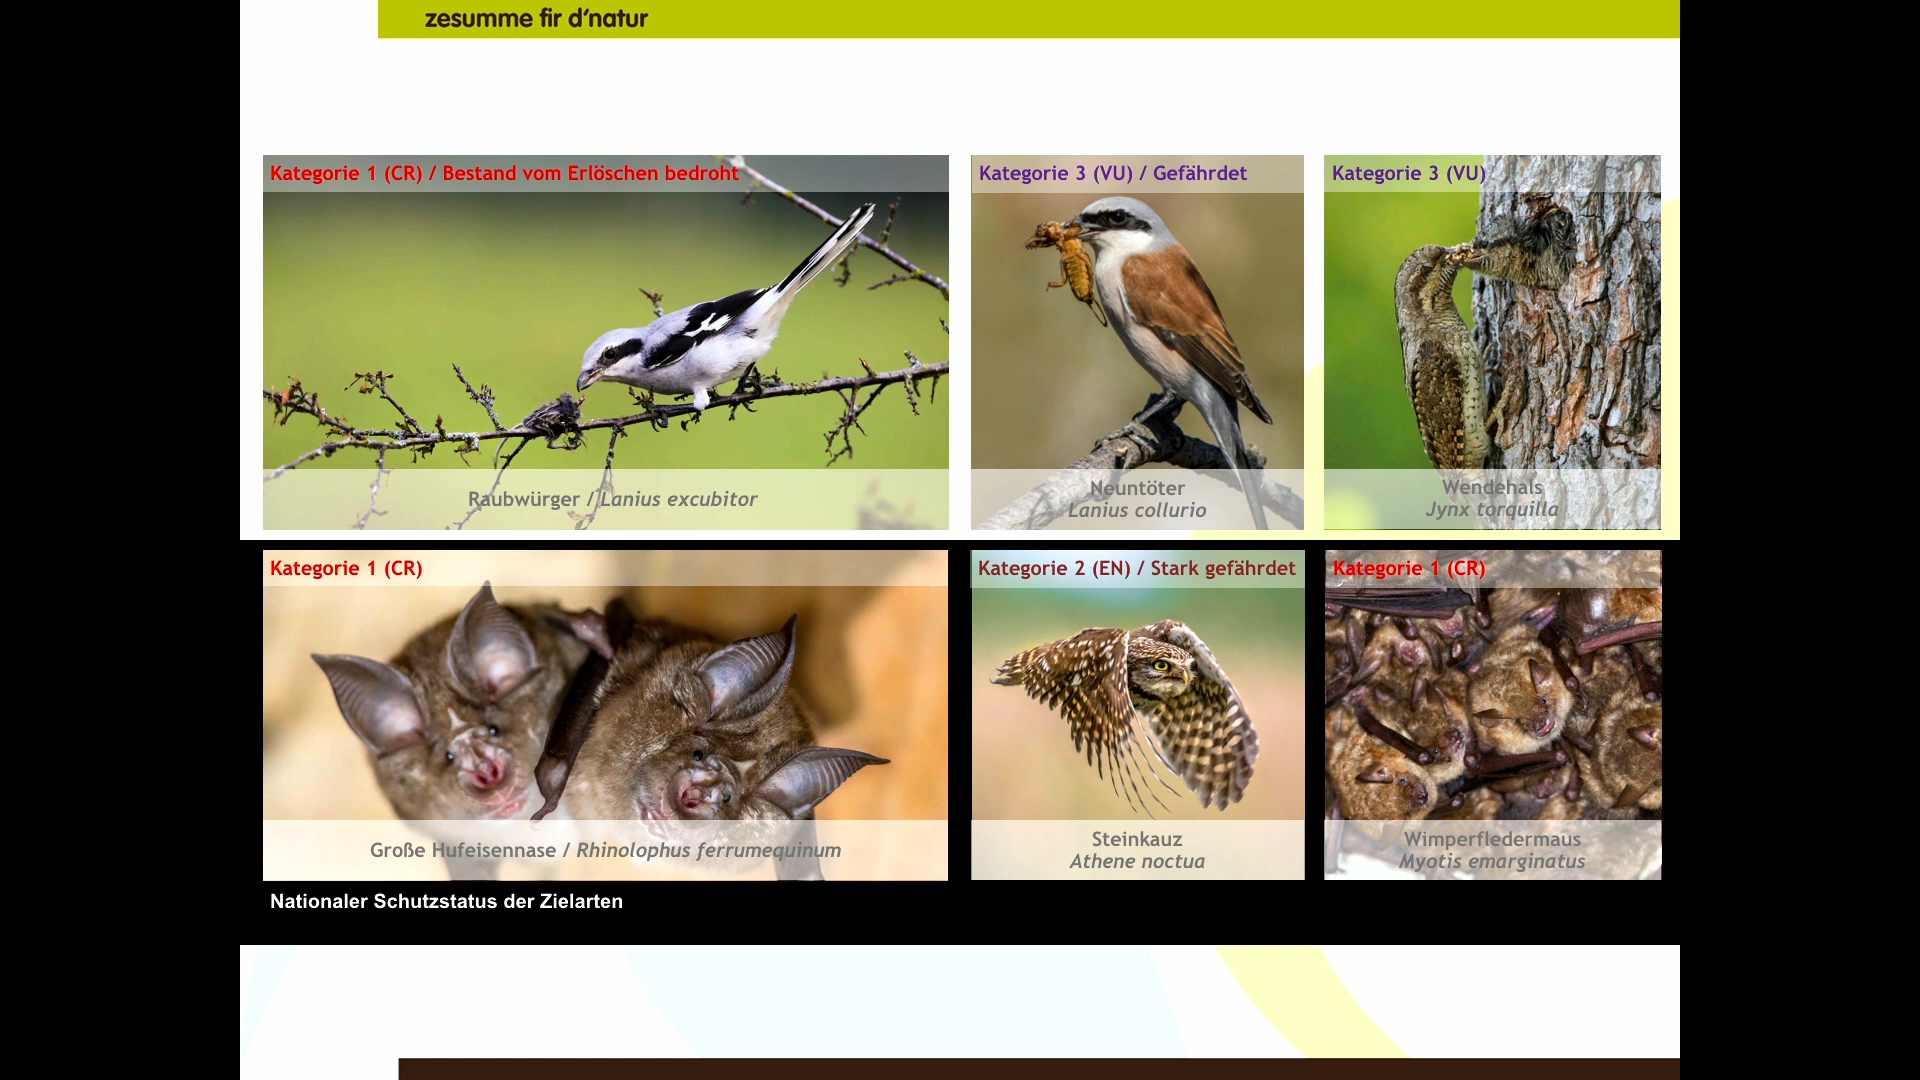 zesumme fir d'natur
Kategorie 1 (CR) / Bestand vom Erlöschen bedroht
Kategorie 3 (VU) / Gefährdet
Kategorie 3 (VU)
Raubwürger / Lanius excubitor
Neuntöter
Lanius collurio
Wendehals
Jynx torquilla
Kategorie 1 (CR)
Kategorie 2 (EN) / Stark gefährdet
Kategorie 1 (CR)
Große Hufeisennase / Rhinolophus ferrumequinum
Steinkauz
Athene noctua
Wimperfledermaus
Myotis emarginatus
Nationaler Schutzstatus der Zielarten